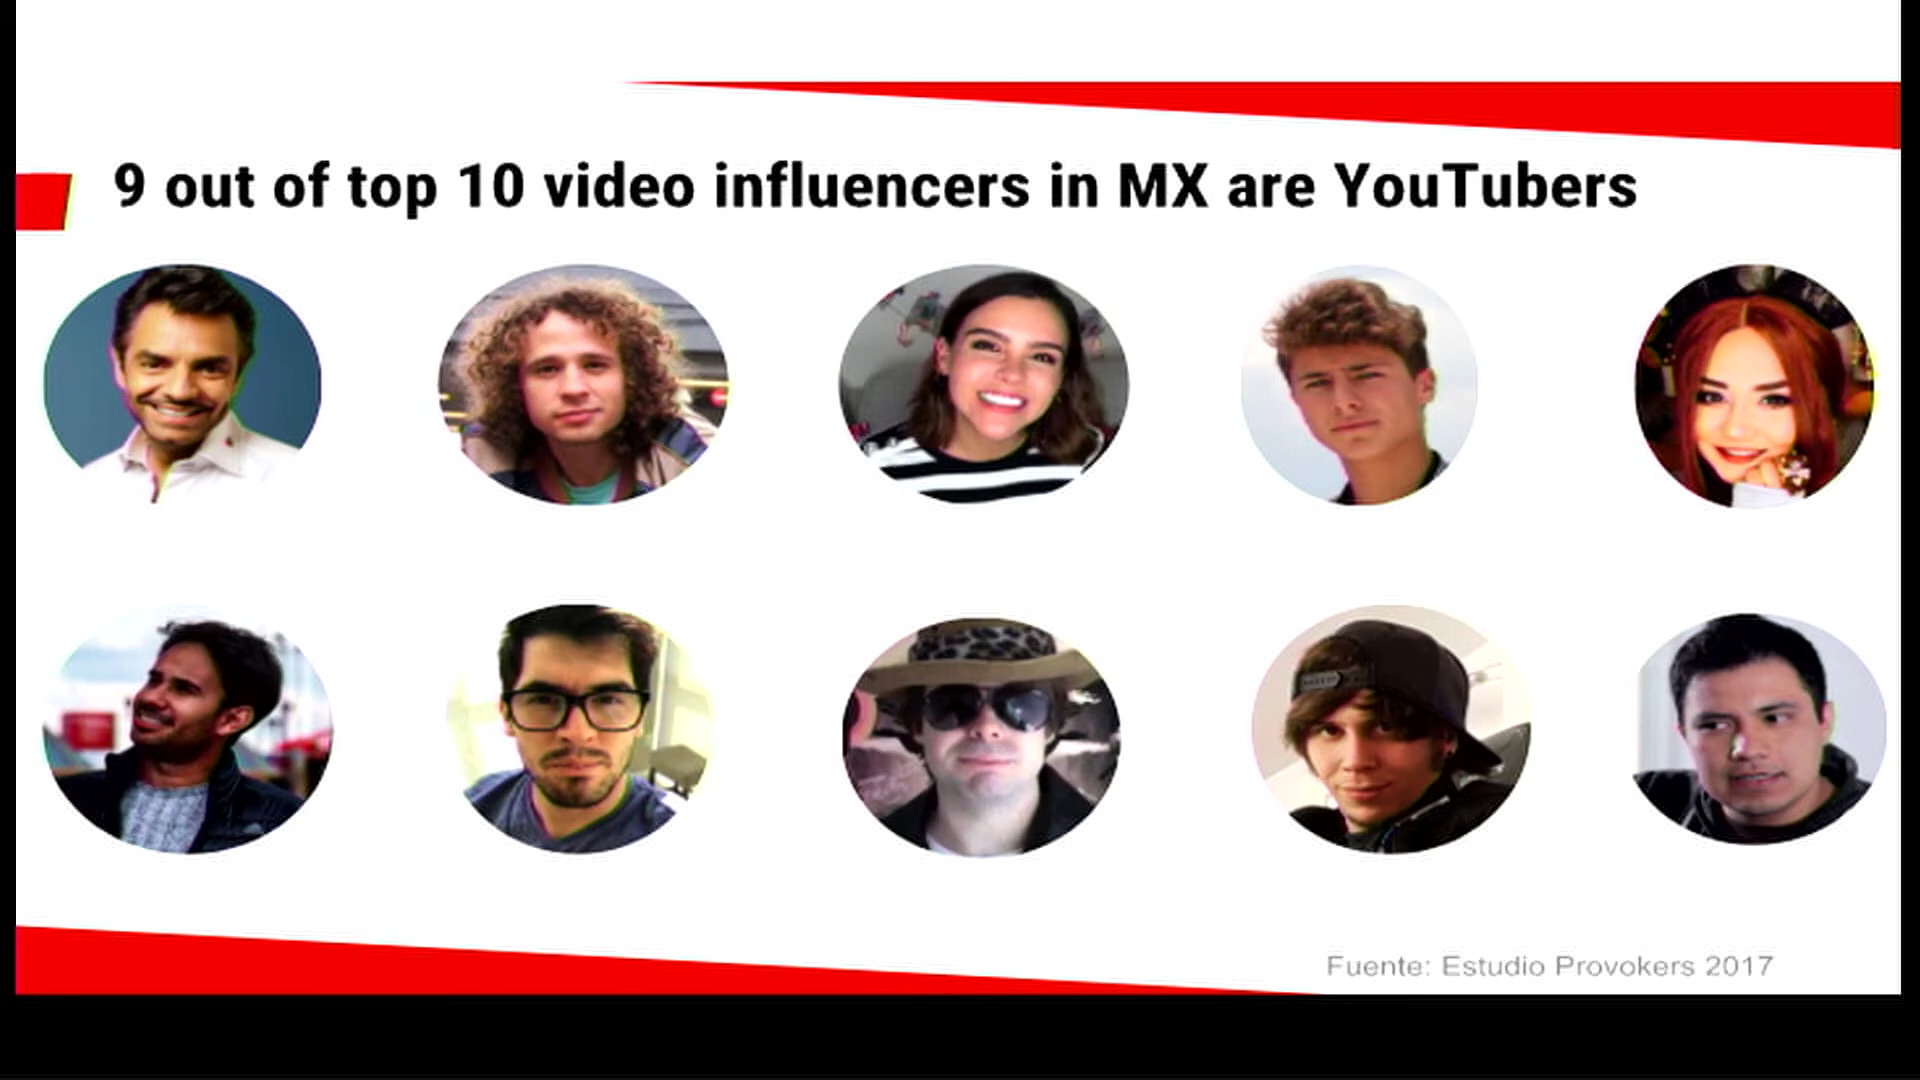 9 out of top 10 video influencers in MX are YouTubers
Fuente: Estudio Provokers 2017